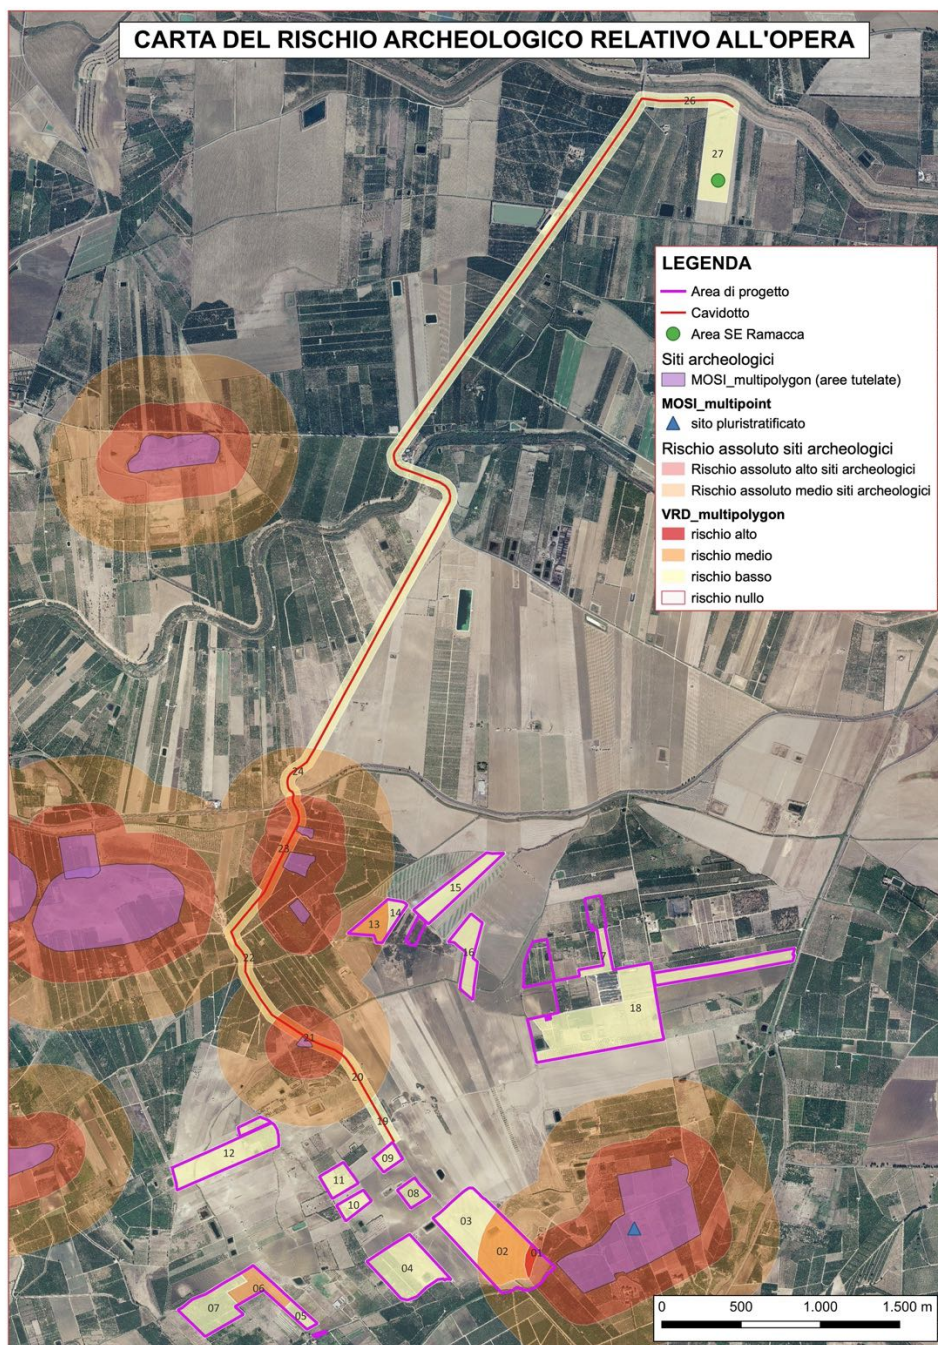 CARTA DEL RISCHIO ARCHEOLOGICO RELATIVO ALL'OPERA
26
27
LEGENDA
Area di progetto
Cavidotto
Area SE Ramacca
Siti archeologici
MOSI_multipolygon (aree tutelate)
MOSI_multipoint
sito pluristratificato
Rischio assoluto siti archeologici
Rischio assoluto alto siti archeologici
Rischio assoluto medio siti archeologici
VRD_multipolygon
rischio alto
rischio medio
rischio basso
rischio nullo
24
23
15
14
13
16
17
22
18
21
20
19
12
09
11
08
10
03
02
01
04
06
07
05
0 500 1.000 1.500 m